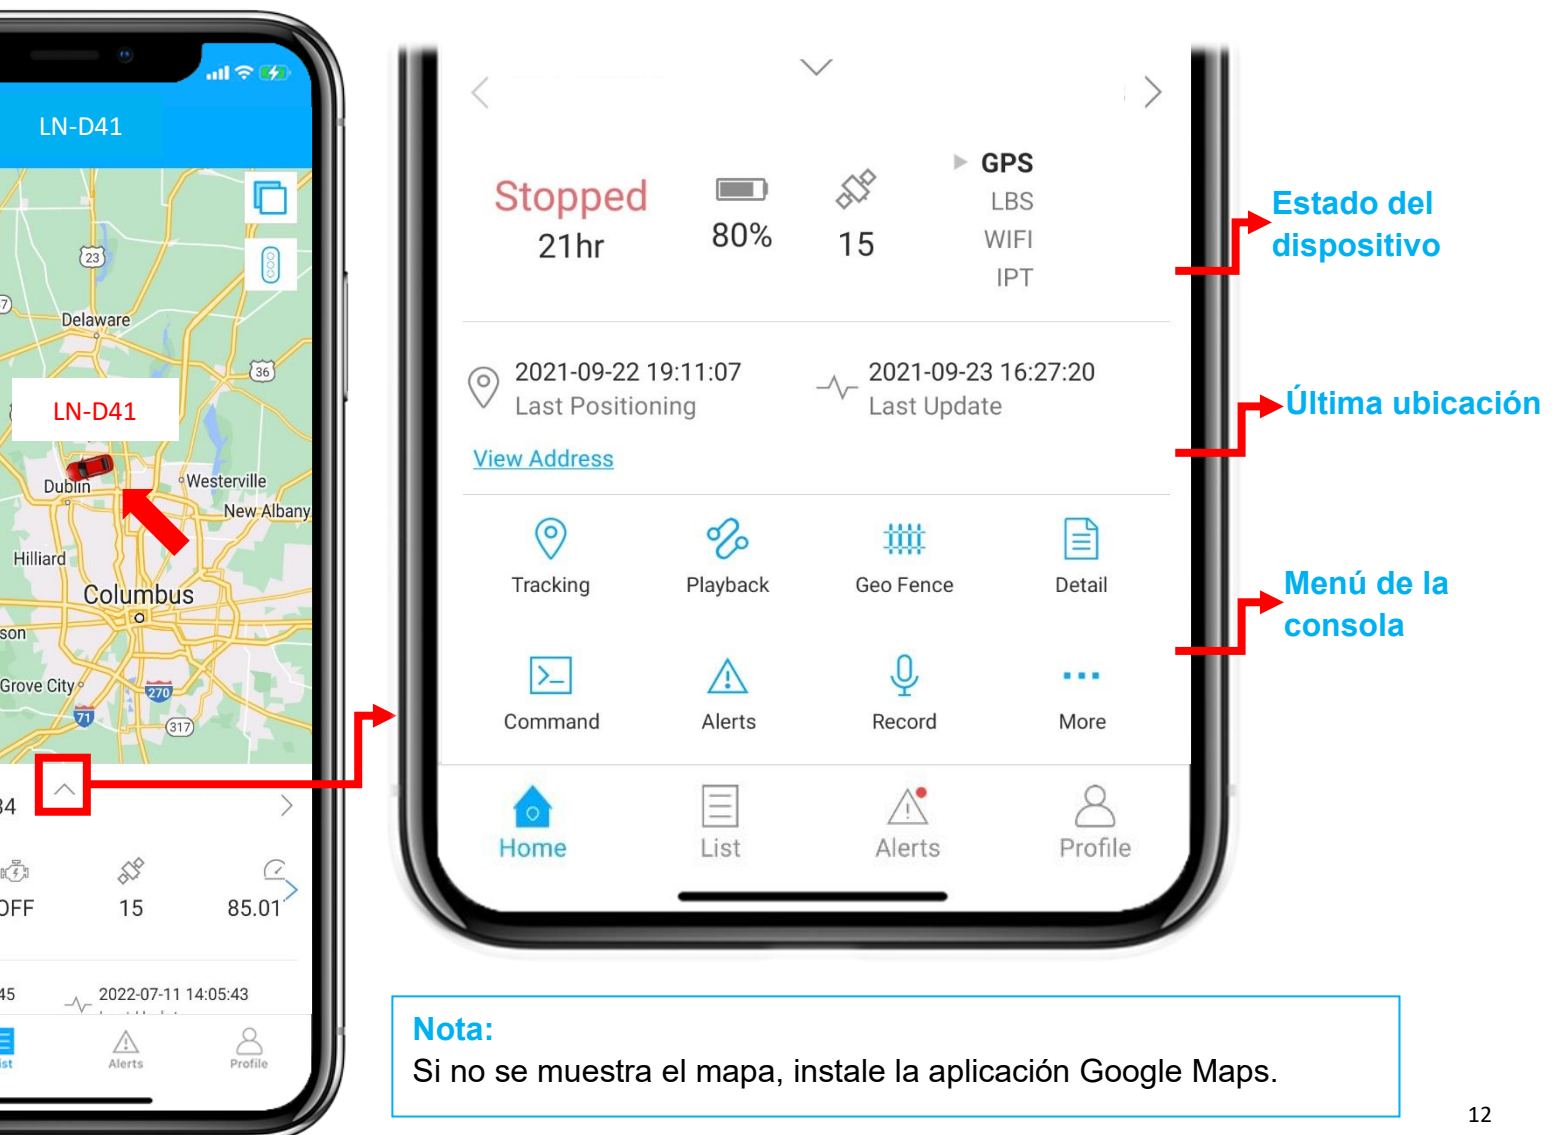 LN-D41
23
Delaware
36
LN-D41
Dublin
Westerville
New Albany
Hilliard
Columbus
son
Grove City
270
71
317
34
OFF
15
85.01
45
2022-07-11 14:05:43
Alerts
Profile
Stopped
21hr
80%
15
GPS
LBS
WIFI
IPT
2021-09-22 19:11:07
Last Positioning
2021-09-23 16:27:20
Last Update
View Address
Tracking
Playback
Geo Fence
Detail
Command
Alerts
Record
More
Home
List
Alerts
Profile
Estado del
dispositivo
Última ubicación
Menú de la
consola
Nota:
Si no se muestra el mapa, instale la aplicación Google Maps.
12